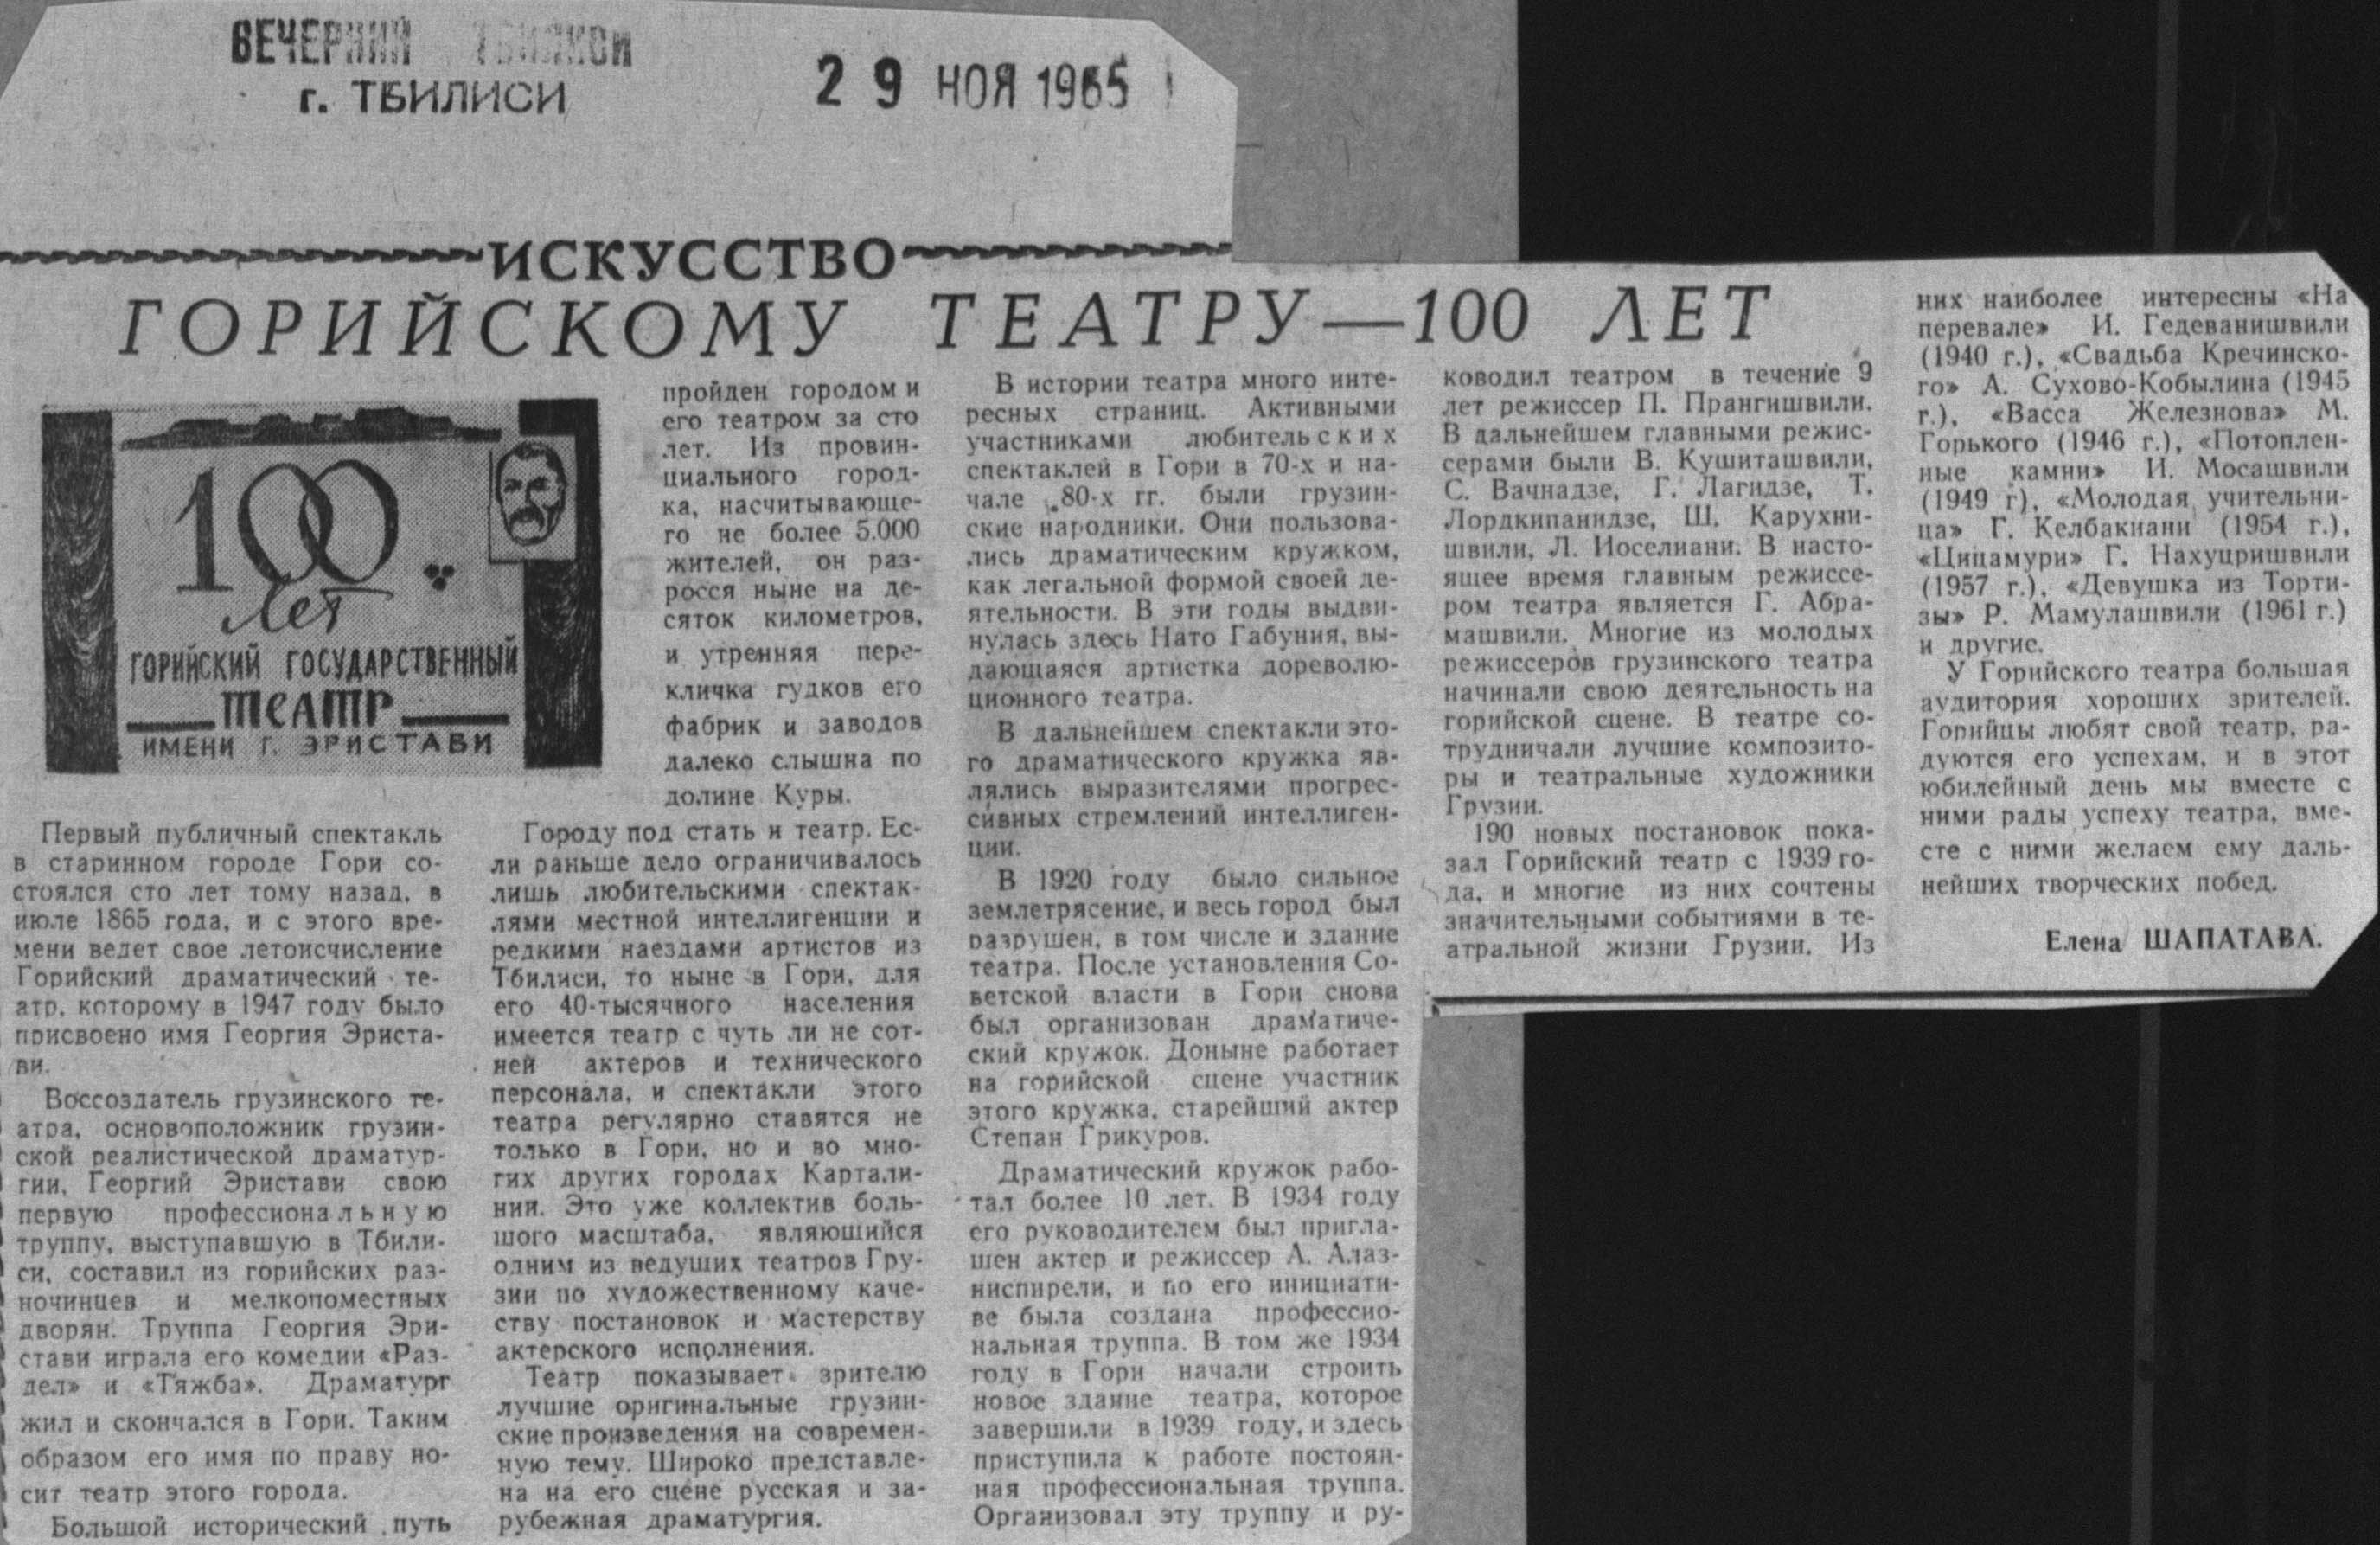 ВЕЧЕРНИЙ ТБИЛИСИ
г. ТБИЛИСИ
29 НОЯ 1965
ИСКУССТВО
ГОРИЙСКОМУ ТЕАТРУ—100 ЛЕТ
100
Лет
ГОРИЙСКИЙ ГОСУДАРСТВЕННЫЙ
ТЕАТР
ИМЕНИ Г. ЭРИСТАВИ
Первый публичный спектакль
в старинном городе Гори со-
стоялся сто лет тому назад, в
июле 1865 года, и с этого вре-
мени ведет свое летоисчисление
Горийский драматический те-
атр, которому в 1947 году было
присвоено имя Георгия Эриста-
ви.
Воссоздатель грузинского те-
атра, основоположник грузин-
ской реалистической драматур-
гии, Георгий Эристави свою
первую профессиональную
труппу, выступавшую в Тбили-
си, составил из горийских раз-
ночинцев и мелкопоместных
дворян. Труппа Георгия Эри-
стави играла его комедии «Раз-
дел» и «Тяжба». Драматург
жил и скончался в Гори. Таким
образом его имя по праву но-
сит театр этого города.
Большой исторический путь
пройден городом и
его театром за сто
лет. Из провин-
циального город-
ка, насчитывающе-
го не более 5.000
жителей, он раз-
росся ныне на де-
сяток километров,
и утренняя пере-
кличка гудков его
фабрик и заводов
далеко слышна по
долине Куры.
Городу под стать и театр. Ес-
ли раньше дело ограничивалось
лишь любительскими спектак-
лями местной интеллигенции и
редкими наездами артистов из
Тбилиси, то ныне в Гори, для
его 40-тысячного населения
имеется театр с чуть ли не сот-
ней актеров и технического
персонала, и спектакли этого
театра регулярно ставятся не
только в Гори, но и во мно-
гих других городах Картали-
нии. Это уже коллектив боль-
шого масштаба, являющийся
одним из ведущих театров Гру-
зии по художественному каче-
ству постановок и мастерству
актерского исполнения.
Театр показывает зрителю
лучшие оригинальные грузин-
ские произведения на современ-
ную тему. Широко представле-
на на его сцене русская и за-
рубежная драматургия.
В истории театра много инте-
ресных страниц. Активными
участниками любительских
спектаклей в Гори в 70-х и на-
чале 80-х гг. были грузин-
ские народники. Они пользова-
лись драматическим кружком,
как легальной формой своей де-
ятельности. В эти годы выдви-
нулась здесь Нато Габуния, вы-
дающаяся артистка дореволю-
ционного театра.
В дальнейшем спектакли это-
го драматического кружка яв-
лялись выразителями прогрес-
сивных стремлений интеллиген-
ции.
В 1920 году было сильное
землетрясение, и весь город был
разрушен, в том числе и здание
театра. После установления Со-
ветской власти в Гори снова
был организован драматиче-
ский кружок. Доныне работает
на горийской сцене участник
этого кружка, старейший актер
Степан Грикуров.
Драматический кружок рабо-
тал более 10 лет. В 1934 году
его руководителем был пригла-
шен актер и режиссер А. Алаз-
ниспирели, и по его инициати-
ве была создана профессио-
нальная труппа. В том же 1934
году в Гори начали строить
новое здание театра, которое
завершили в 1939 году, и здесь
приступила к работе постоян-
ная профессиональная труппа.
Организовал эту труппу и ру-
ководил театром в течение 9
лет режиссер П. Прангишвили.
В дальнейшем главными режис-
серами были В. Кушиташвили,
С. Вачнадзе, Г. Лагидзе, Т.
Лордкипанидзе, Ш. Карухни-
швили, Л. Иоселиани. В насто-
ящее время главным режиссе-
ром театра является Г. Абра-
машвили. Многие из молодых
режиссеров грузинского театра
начинали свою деятельность на
горийской сцене. В театре со-
трудничали лучшие композито-
ры и театральные художники
Грузии.
190 новых постановок пока-
зал Горийский театр с 1939 го-
да, и многие из них сочтены
значительными событиями в те-
атральной жизни Грузии. Из
них наиболее интересны «На
перевале» И. Гедеванишвили
(1940 г.), «Свадьба Кречинско-
го» А. Сухово-Кобылина (1945
г.), «Васса Железнова» М.
Горького (1946 г.), «Потоплен-
ные камни» И. Мосашвили
(1949 г), «Молодая учительни-
ца» Г. Келбакиани (1954 г.),
«Цицамури» Г. Нахуцришвили
(1957 г.), «Девушка из Торти-
зы» Р. Мамулашвили (1961 г.)
и другие.
У Горийского театра большая
аудитория хороших зрителей.
Горийцы любят свой театр, ра-
дуются его успехам, и в этот
юбилейный день мы вместе с
ними рады успеху театра, вме-
сте с ними желаем ему даль-
нейших творческих побед.
Елена ШАПАТАВА.